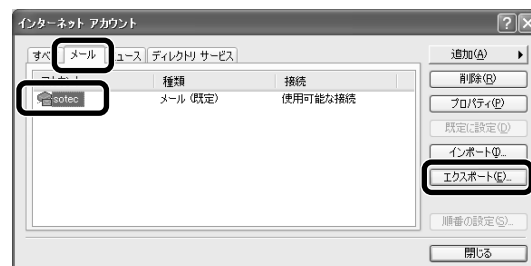 インターネット アカウント
すべて メール ニュース ディレクトリ サービス
種類 接続
sotec メール (既定) 使用可能な接続
追加(A)
削除(R)
プロパティ(P)
既定に設定(D)
インポート(I)...
エクスポート(E)...
順番の設定(S)...
閉じる